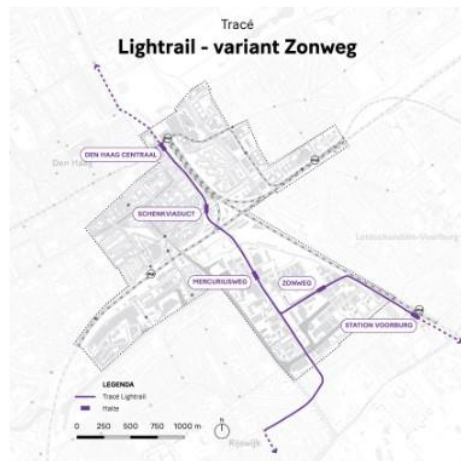 Tracé
Lightrail - variant Zonweg
DEN HAAG CENTRAAL
Den Haag
SCHENKVIADUCT
Leidschendam-Voorburg
MERCURIUSWEG
ZONWEG
STATION VOORBURG
LEGENDA
Tracé Lightrail
Halte
0 250 500 750 1000 m
Rijswijk